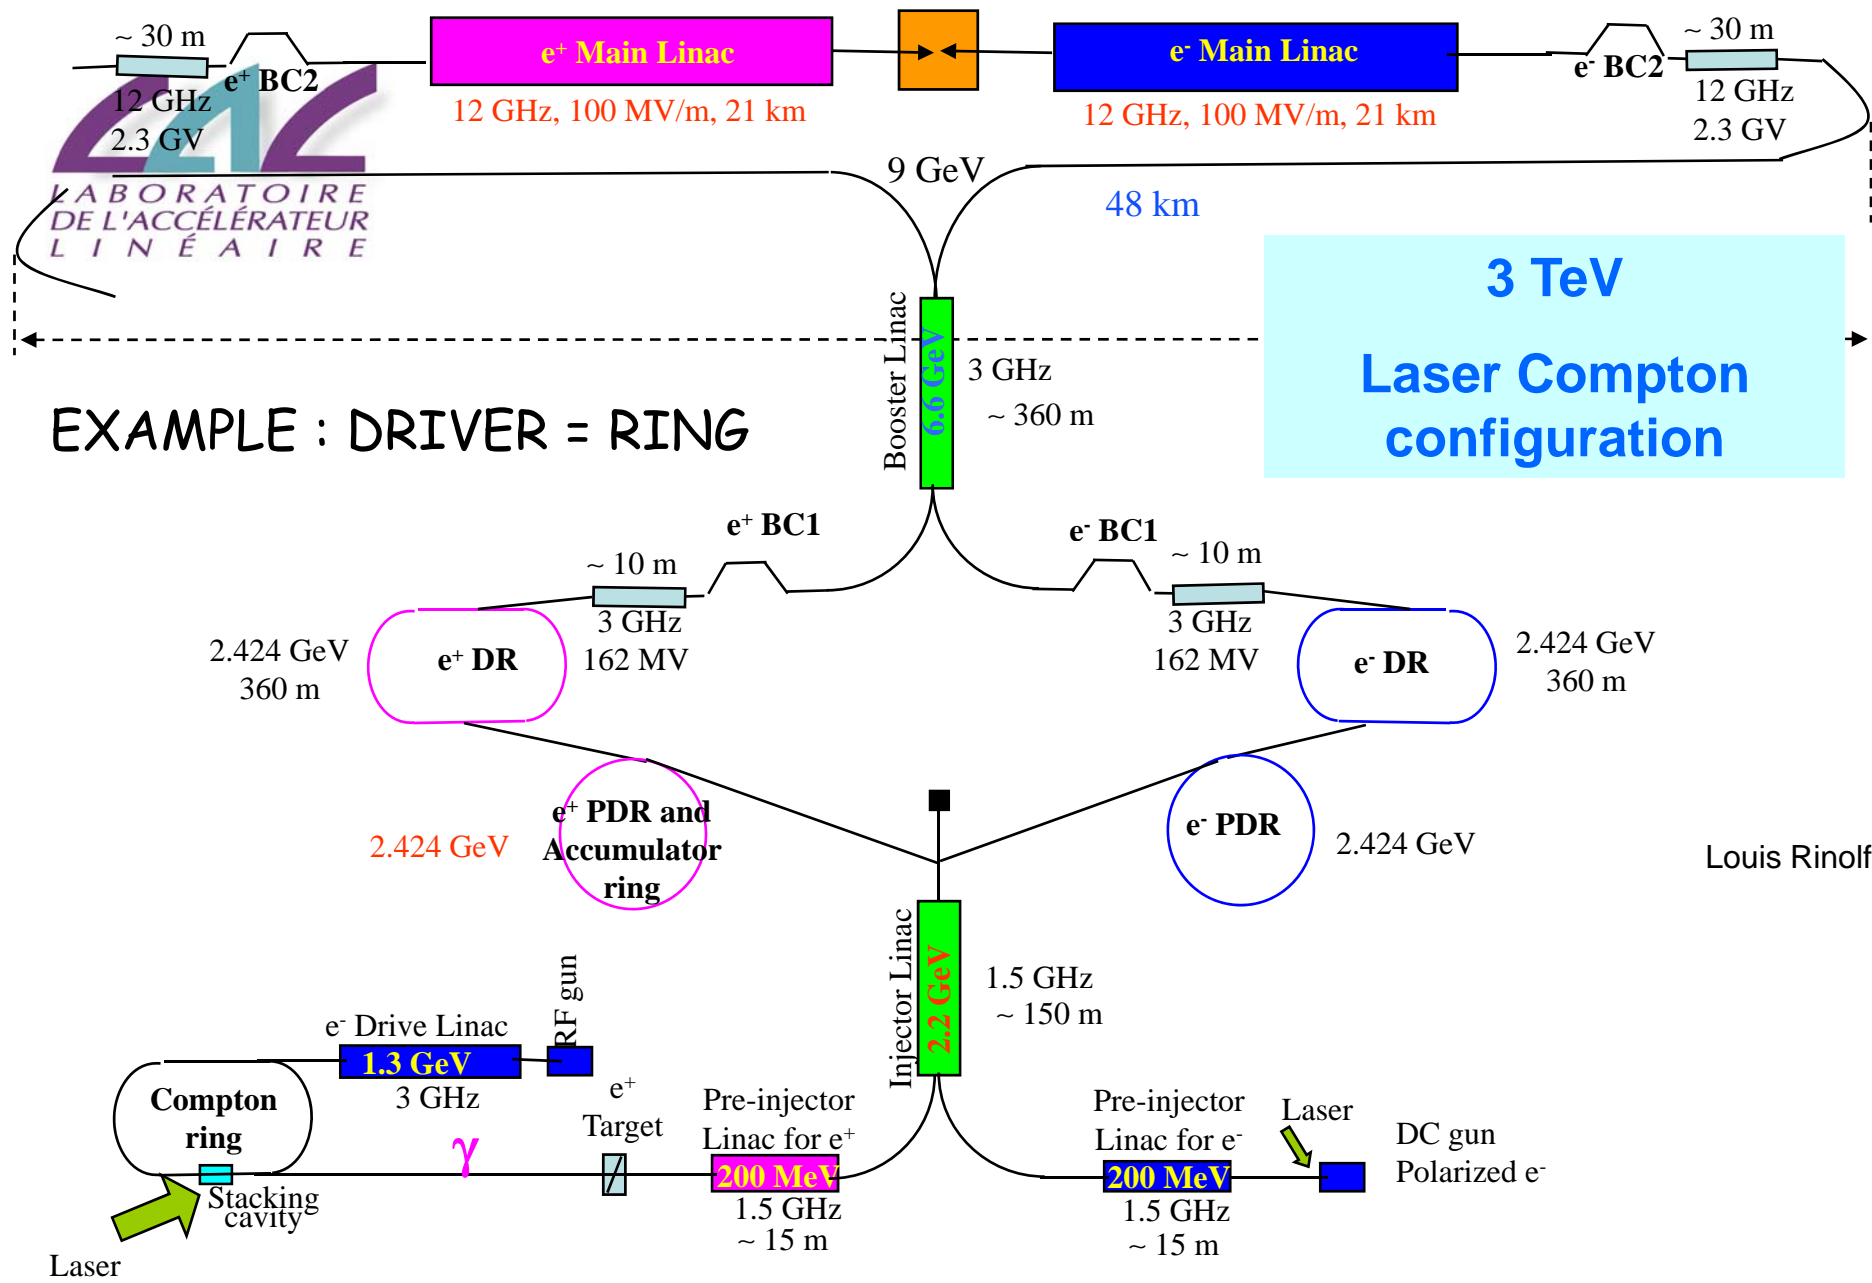 ~ 30 m
e⁺ BC2
12 GHz
2.3 GV
e⁺ Main Linac
12 GHz, 100 MV/m, 21 km
e⁻ Main Linac
12 GHz, 100 MV/m, 21 km
e⁻ BC2
~ 30 m
12 GHz
2.3 GV
LABORATOIRE
DE L'ACCÉLÉRATEUR
LINÉAIRE
9 GeV
48 km
3 TeV
Laser Compton
configuration
Booster Linac
6.6 GeV
3 GHz
~ 360 m
EXAMPLE : DRIVER = RING
e⁺ BC1
~ 10 m
3 GHz
162 MV
e⁻ BC1
~ 10 m
3 GHz
162 MV
2.424 GeV
360 m
e⁺ DR
e⁻ DR
2.424 GeV
360 m
e⁺ PDR and
Accumulator
ring
2.424 GeV
e⁻ PDR
2.424 GeV
Louis Rinolf
Injector Linac
2.2 GeV
1.5 GHz
~ 150 m
e⁻ Drive Linac
1.3 GeV
3 GHz
RF gun
Compton
ring
γ
e⁺
Target
Stacking
cavity
Laser
Pre-injector
Linac for e⁺
200 MeV
1.5 GHz
~ 15 m
Pre-injector
Linac for e⁻
200 MeV
1.5 GHz
~ 15 m
Laser
DC gun
Polarized e⁻